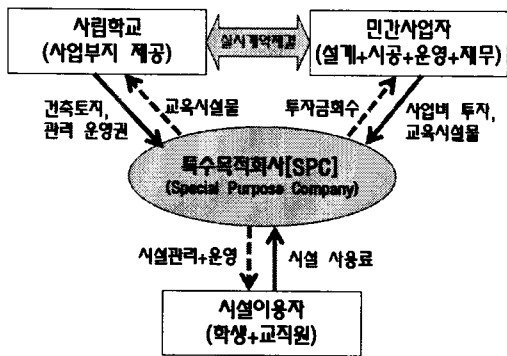 사립학교
(사업부지 제공)
실시계약체결
민간사업자
(설계+시공+운영+재무)
건축토지,
관리 운영권
교육시설물
투자금회수
사업비 투자,
교육시설물
특수목적회사[SPC]
(Special Purpose Company)
시설관리+운영
시설 사용료
시설이용자
(학생+교직원)